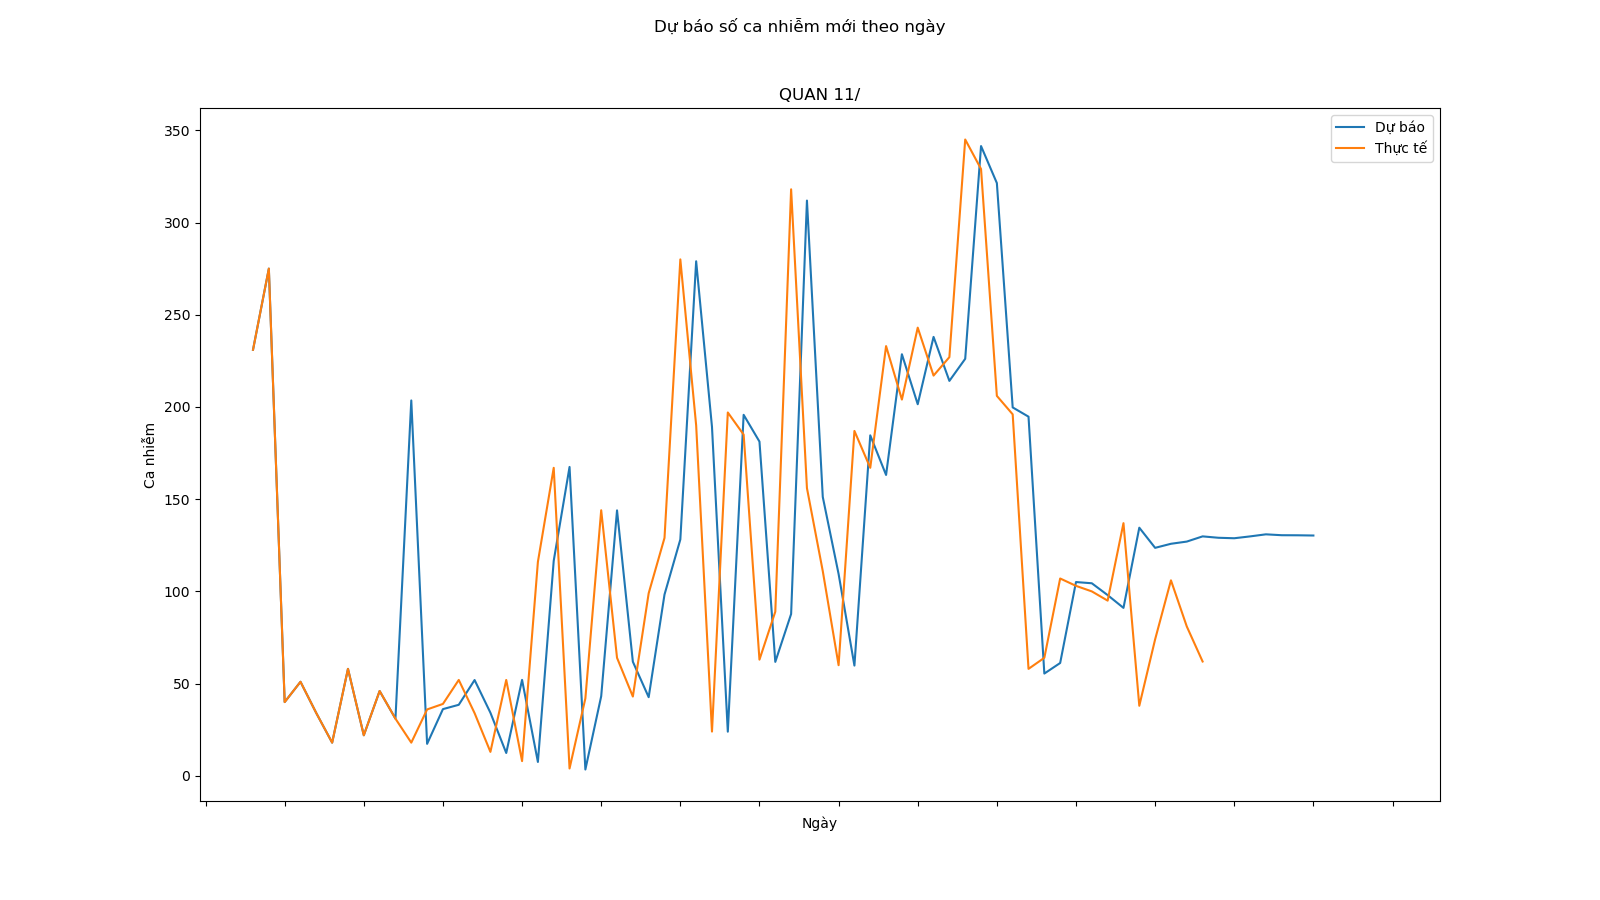 Dự báo số ca nhiễm mới theo ngày
QUAN 11/
Dự báo
Thực tế
350
300
250
200
150
100
50
0
Ca nhiễm
Ngày